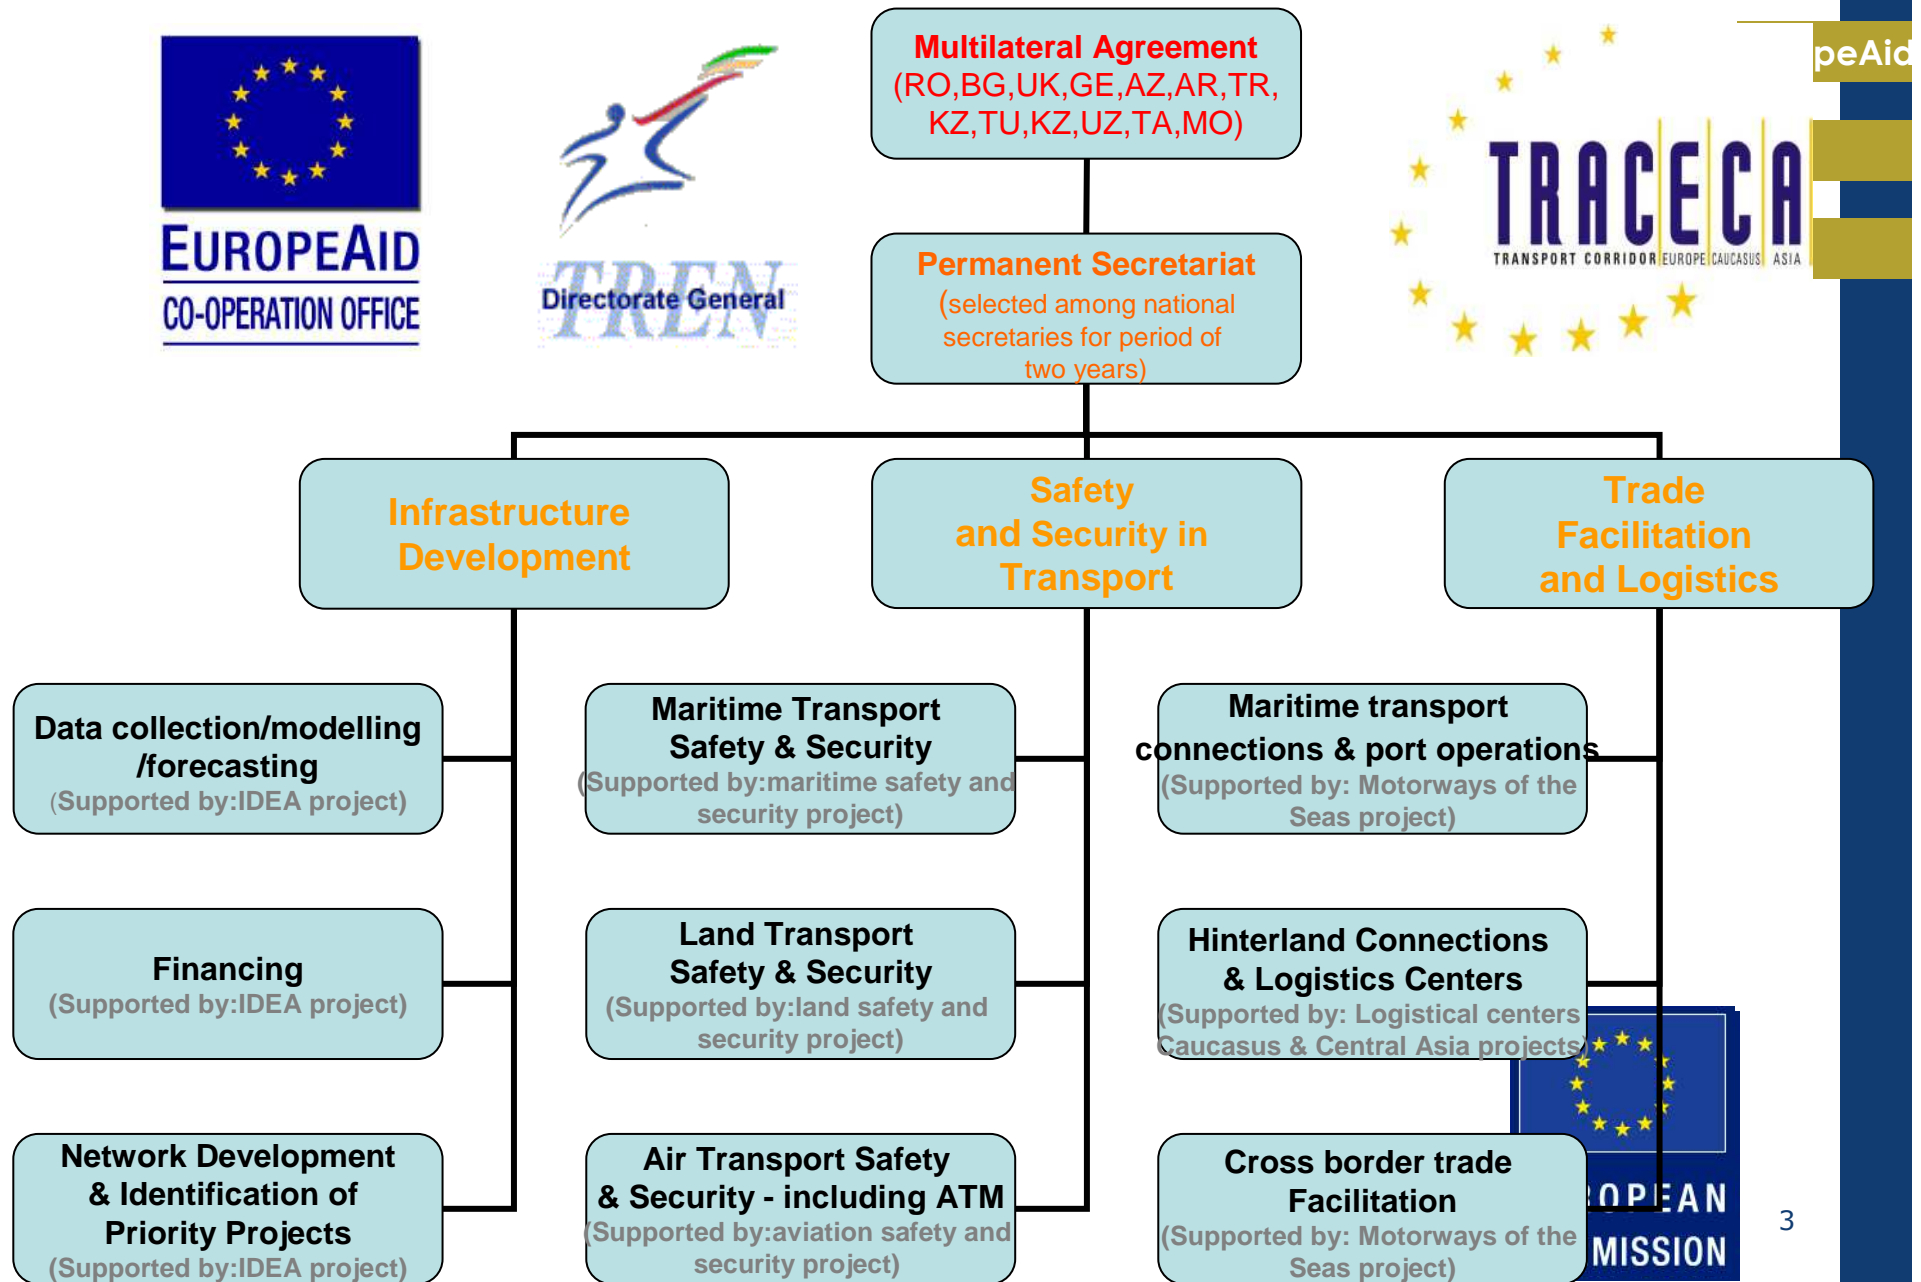 Multilateral Agreement
(RO,BG,UK,GE,AZ,AR,TR,
KZ,TU,KZ,UZ,TA,MO)
peAid
EUROPEAID
CO-OPERATION OFFICE
TREN
Directorate General
TRACECA
TRANSPORT CORRIDOR EUROPE CAUCASUS ASIA
Permanent Secretariat
(selected among national
secretaries for period of
two years)
Infrastructure
Development
Safety
and Security in
Transport
Trade
Facilitation
and Logistics
Data collection/modelling
/forecasting
(Supported by:IDEA project)
Maritime Transport
Safety & Security
(Supported by:maritime safety and
security project)
Maritime transport
connections & port operations
(Supported by: Motorways of the
Seas project)
Financing
(Supported by:IDEA project)
Land Transport
Safety & Security
(Supported by:land safety and
security project)
Hinterland Connections
& Logistics Centers
(Supported by: Logistical centers
Caucasus & Central Asia projects)
Network Development
& Identification of
Priority Projects
(Supported by:IDEA project)
Air Transport Safety
& Security - including ATM
(Supported by:aviation safety and
security project)
Cross border trade
Facilitation
(Supported by: Motorways of the
Seas project)
OPEAN
MISSION
3